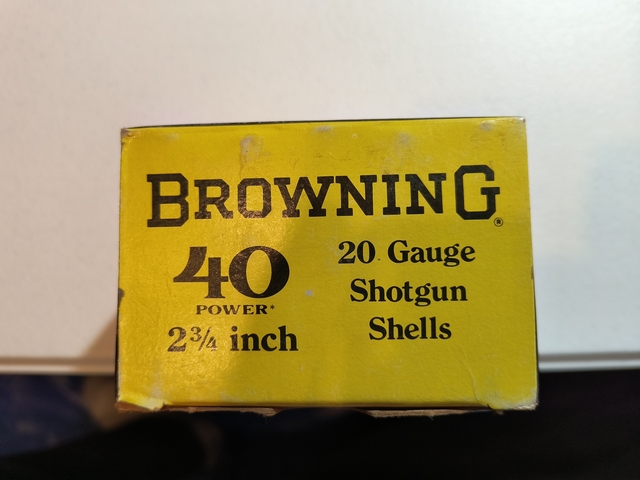 BROWNING®
40
POWER*
2¾ inch
20 Gauge
Shotgun
Shells